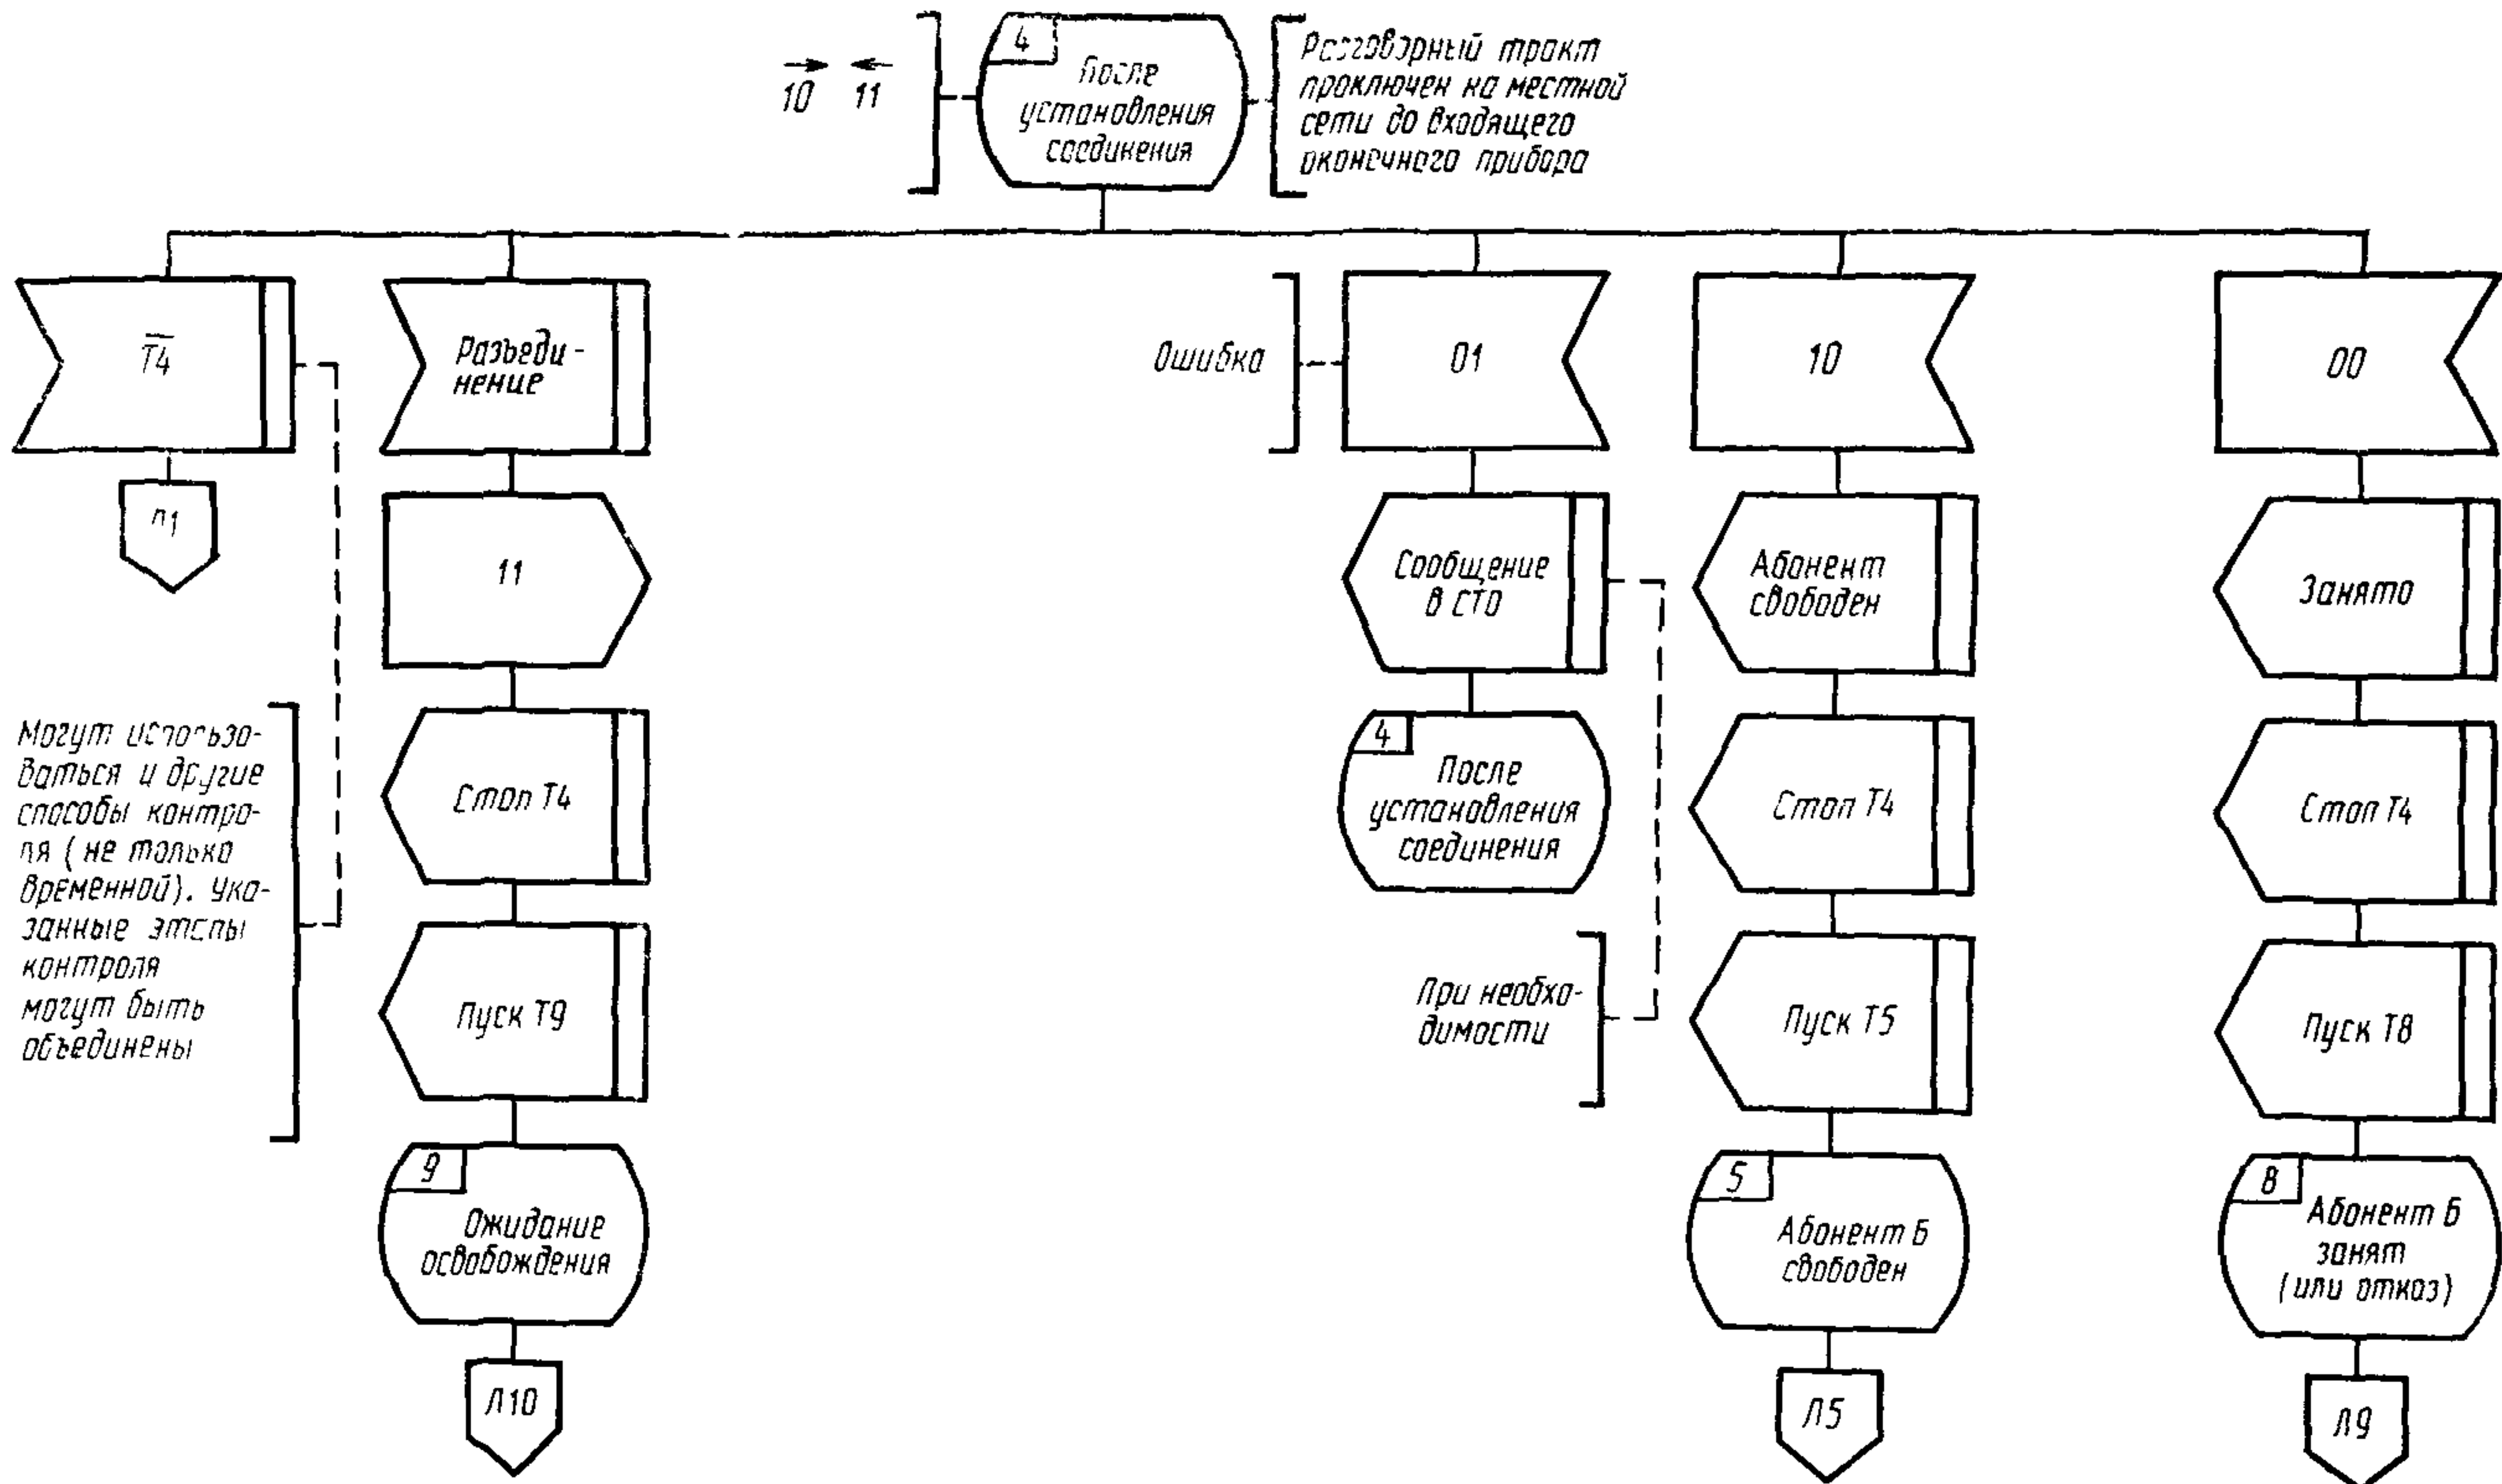 10 11
4
После
установления
соединения
Разговорный тракт
проключен на местной
сети до входящего
оконечного прибора
T4
Разъеди-
нение
Ошибка
01
10
00
п1
11
Сообщение
в СТО
Абонент
свободен
Занято
Могут использо-
ваться и другие
способы контро-
ля (не только
временной). Ука-
занные этапы
контроля
могут быть
объединены
Стоп Т4
4
После
установления
соединения
Стоп Т4
Стоп Т4
Пуск Т9
При необхо-
димости
Пуск Т5
Пуск Т8
9
Ожидание
освобождения
5
Абонент Б
свободен
8
Абонент Б
занят
(или отказ)
Л10
Л5
Л9